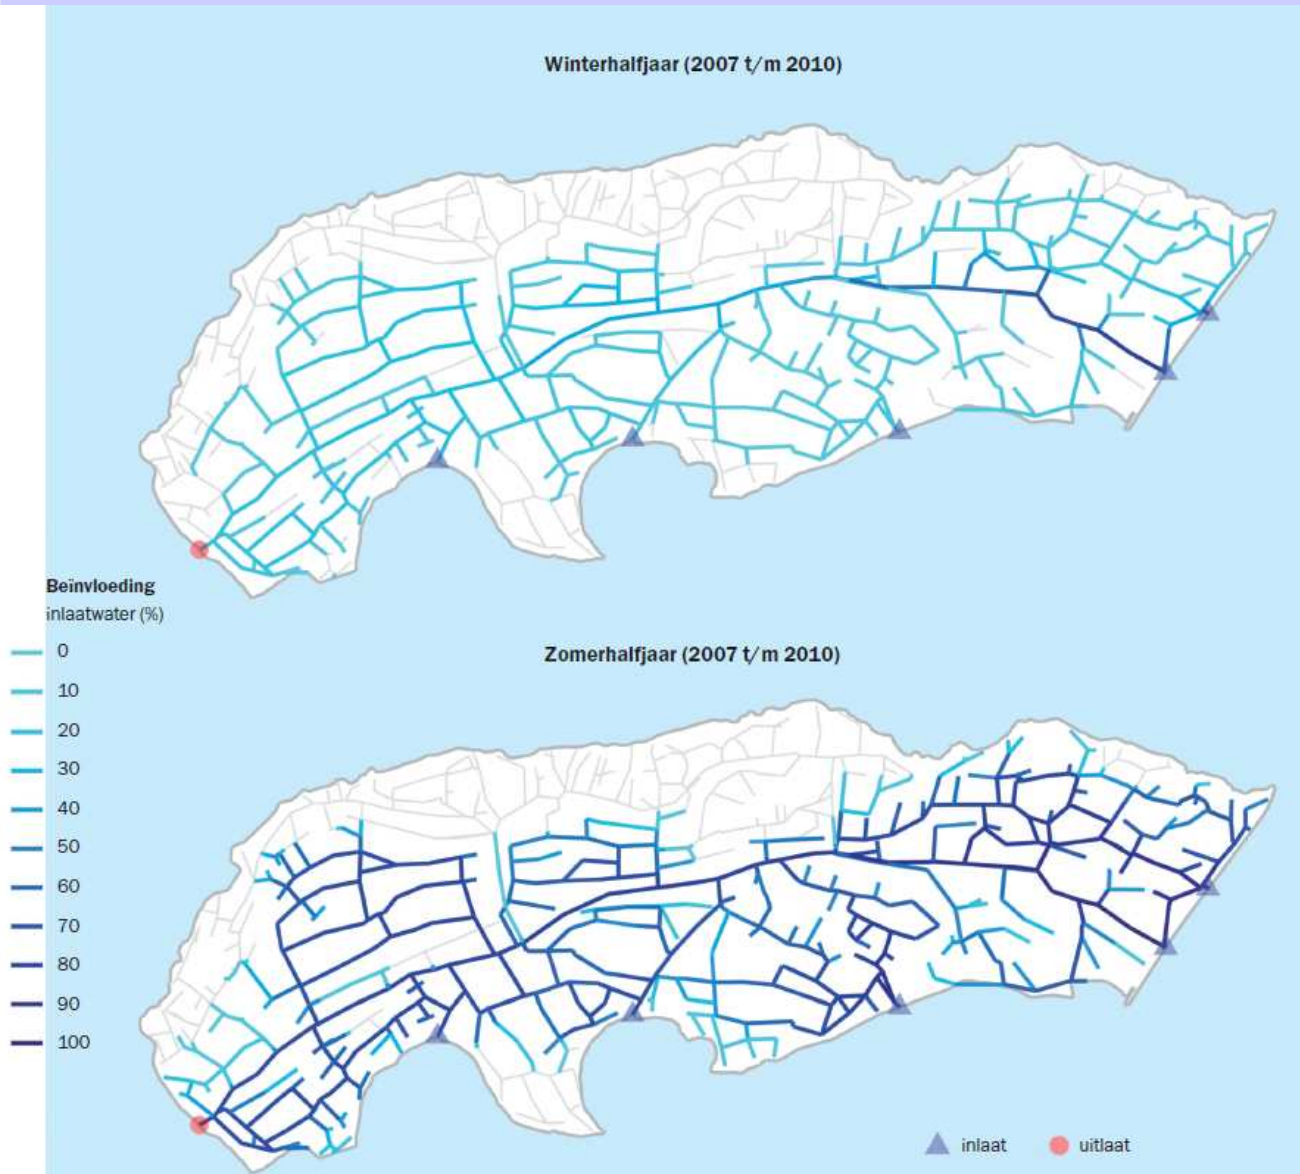 Winterhalfjaar (2007 t/m 2010)
Beïnvloeding
inlaatwater (%)
0
10
20
30
40
50
60
70
80
90
100
Zomerhalfjaar (2007 t/m 2010)
inlaat
uitlaat